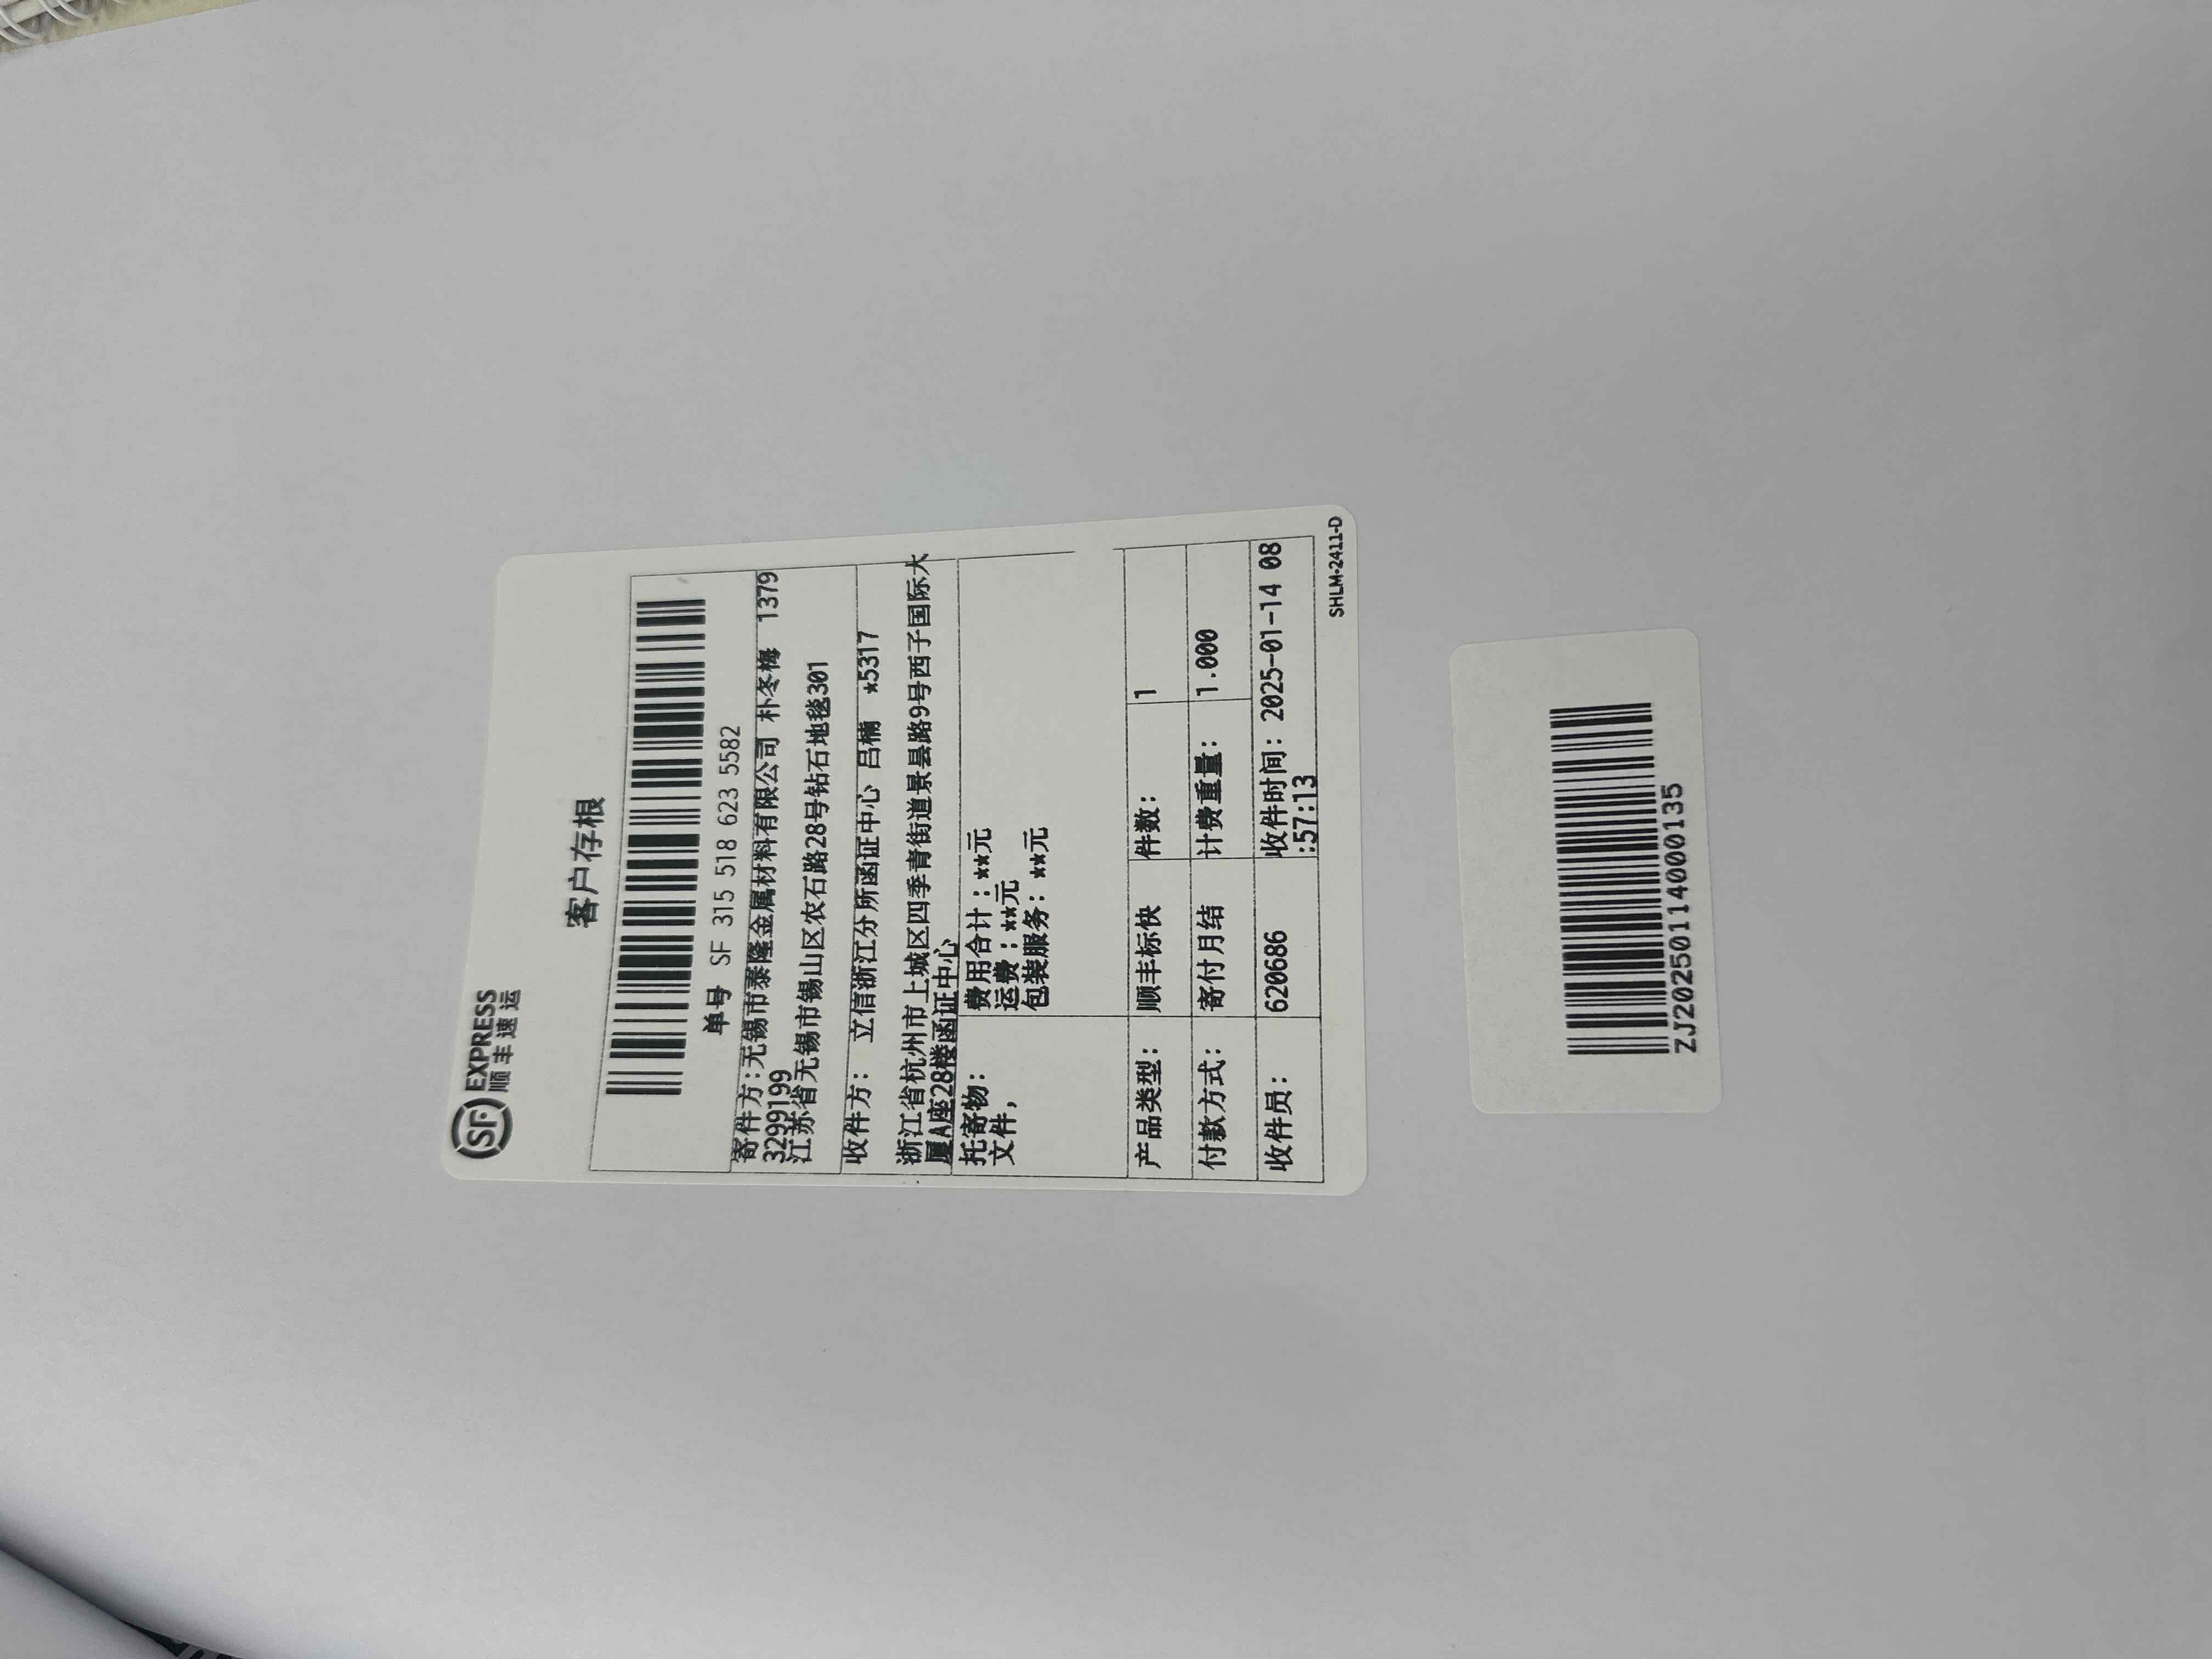 SF EXPRESS
顺丰速运
客户存根
单号 SF 315 518 623 5582
寄件方:无锡市泰隆金属材料有限公司 朴冬梅 1379
3299199
江苏省无锡市锡山区农石路28号钻石地毯301
收件方: 立信浙江分所函证中心 吕楠 *5317
浙江省杭州市上城区四季青街道景昙路9号西子国际大
厦A座28楼函证中心
托寄物: 费用合计:**元
文件, 运费:**元
包装服务: **元
产品类型: 顺丰标快 件数: 1
付款方式: 寄付月结 计费重量: 1.000
收件员: 620686 收件时间: 2025-01-14 08
:57:13
SHLM-2411-D
ZJ20250114000135